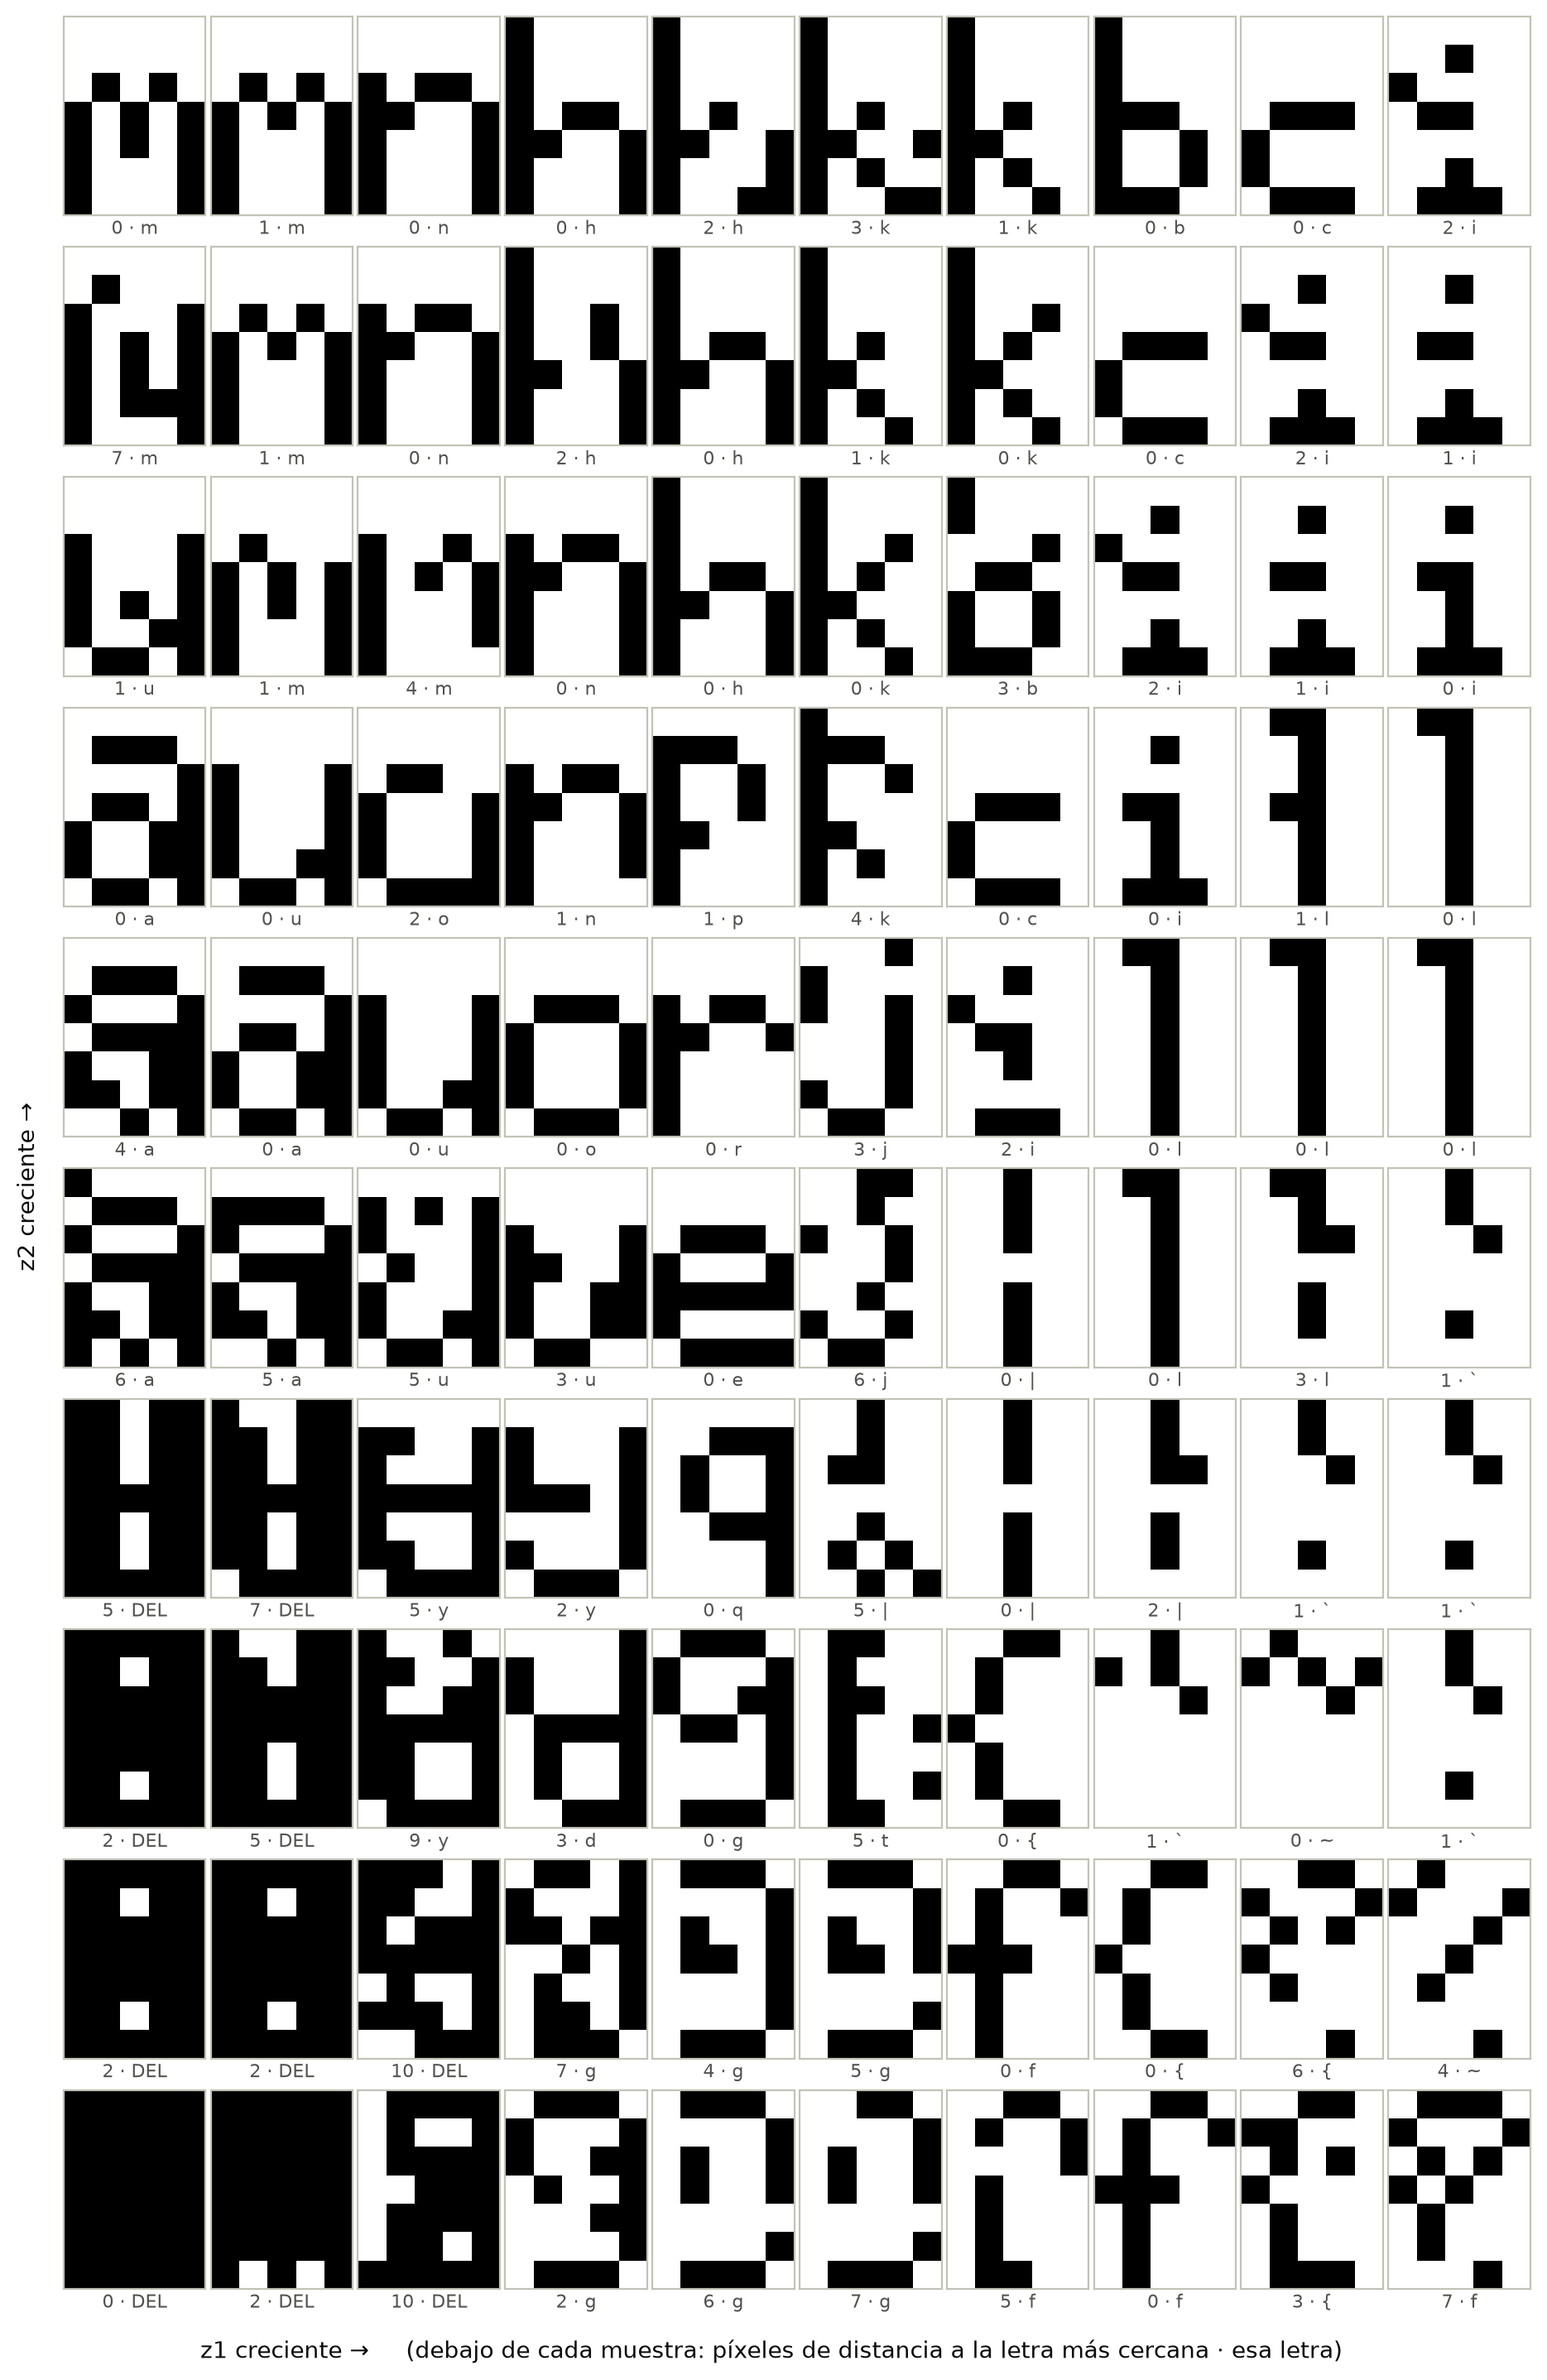 0 · m 1 · m 0 · n 0 · h 2 · h 3 · k 1 · k 0 · b 0 · c 2 · i
7 · m 1 · m 0 · n 2 · h 0 · h 1 · k 0 · k 0 · c 2 · i 1 · i
1 · u 1 · m 4 · m 0 · n 0 · h 0 · k 3 · b 2 · i 1 · i 0 · i
0 · a 0 · u 2 · o 1 · n 1 · p 4 · k 0 · c 0 · i 1 · l 0 · l
4 · a 0 · a 0 · u 0 · o 0 · r 3 · j 2 · i 0 · l 0 · l 0 · l
z2 creciente →
6 · a 5 · a 5 · u 3 · u 0 · e 6 · j 0 · | 0 · l 3 · l 1 · `
5 · DEL 7 · DEL 5 · y 2 · y 0 · q 5 · | 0 · | 2 · | 1 · ` 1 · `
2 · DEL 5 · DEL 9 · y 3 · d 0 · g 5 · t 0 · { 1 · ` 0 · ~ 1 · `
2 · DEL 2 · DEL 10 · DEL 7 · g 4 · g 5 · g 0 · f 0 · { 6 · { 4 · ~
0 · DEL 2 · DEL 10 · DEL 2 · g 6 · g 7 · g 5 · f 0 · f 3 · { 7 · f
z1 creciente → (debajo de cada muestra: píxeles de distancia a la letra más cercana · esa letra)